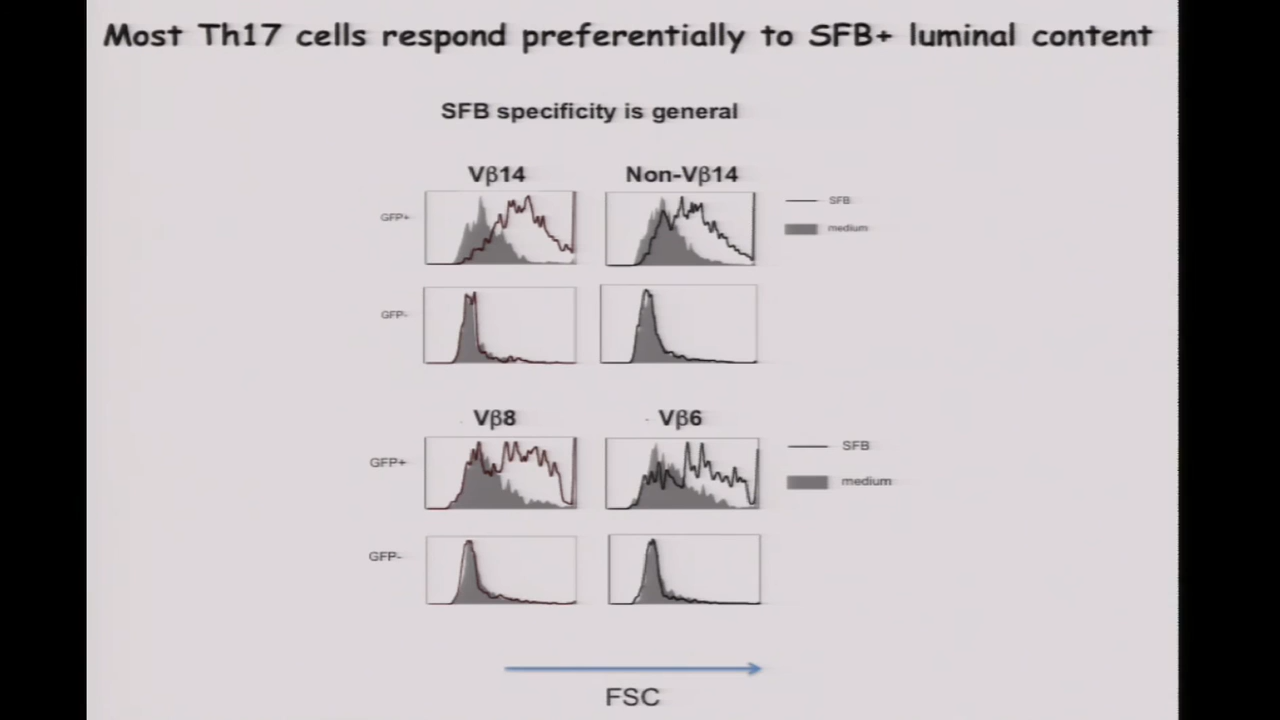 Most Th17 cells respond preferentially to SFB+ luminal content
SFB specificity is general
Vβ14 Non-Vβ14
GFP+
SFB
medium
GFP-
Vβ8 Vβ6
GFP+
SFB
medium
GFP-
FSC